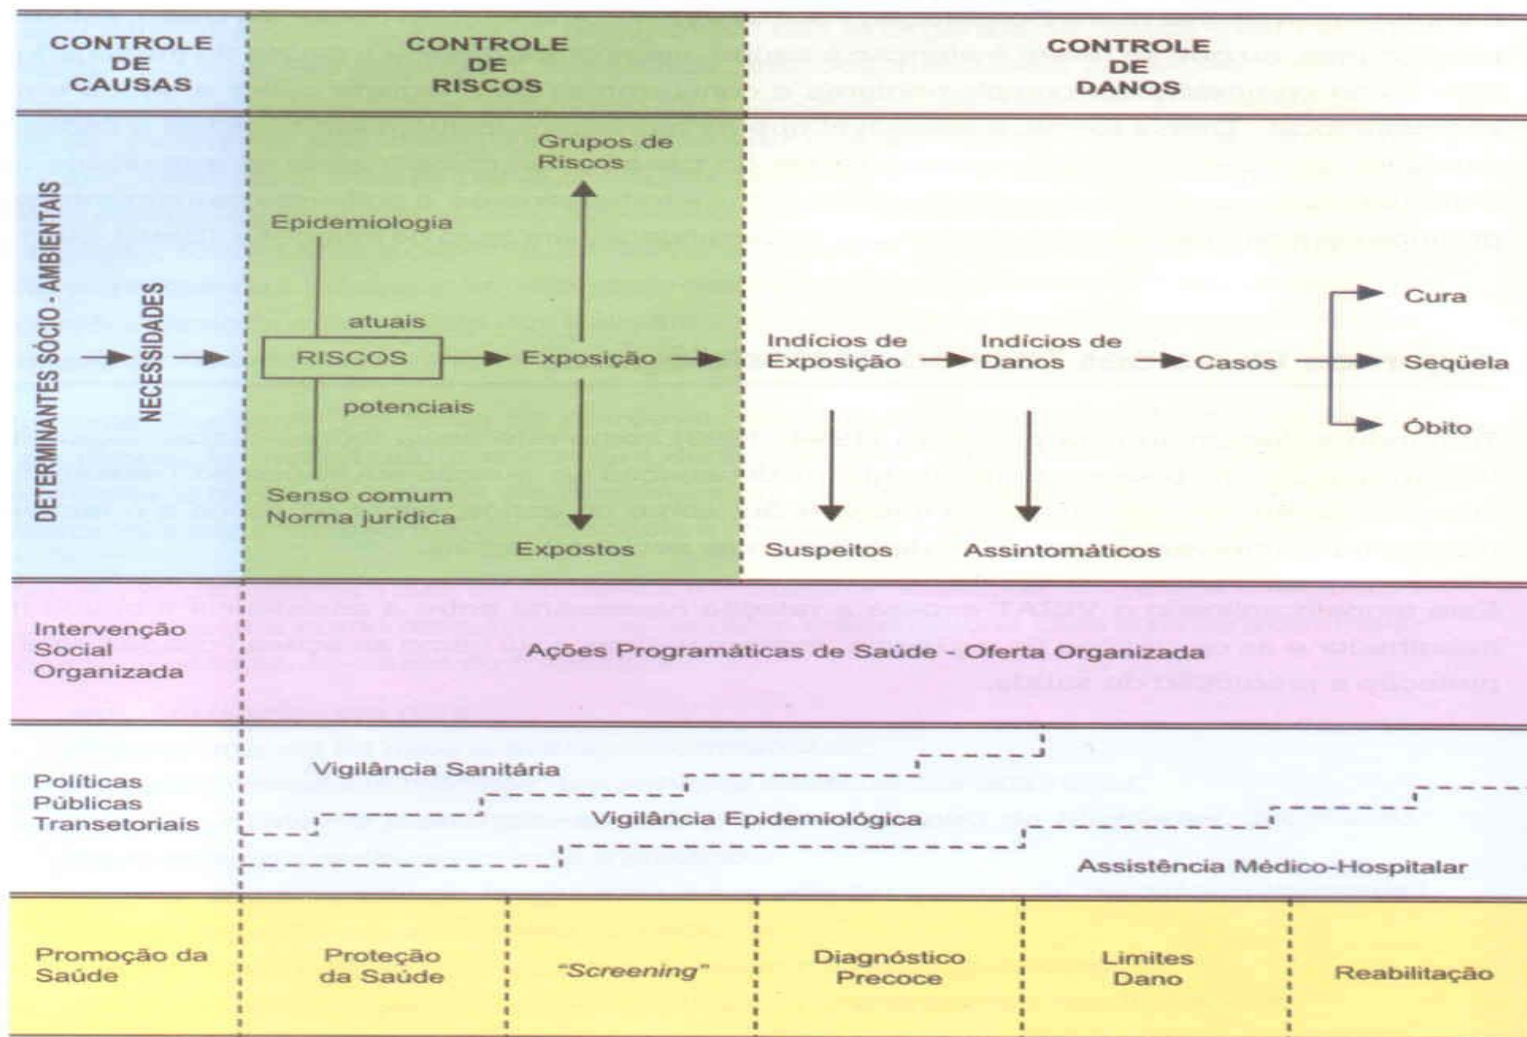 CONTROLE
DE
CAUSAS
CONTROLE
DE
RISCOS
CONTROLE
DE
DANOS
DETERMINANTES SÓCIO - AMBIENTAIS
NECESSIDADES
Grupos de
Riscos
Epidemiologia
atuais
RISCOS
Exposição
potenciais
Senso comum
Norma jurídica
Expostos
Indícios de
Exposição
Indícios de
Danos
Casos
Cura
Seqüela
Óbito
Suspeitos
Assintomáticos
Intervenção
Social
Organizada
Ações Programáticas de Saúde - Oferta Organizada
Políticas
Públicas
Transetoriais
Vigilância Sanitária
Vigilância Epidemiológica
Assistência Médico-Hospitalar
Promoção da
Saúde
Proteção
da Saúde
“Screening”
Diagnóstico
Precoce
Limites
Dano
Reabilitação